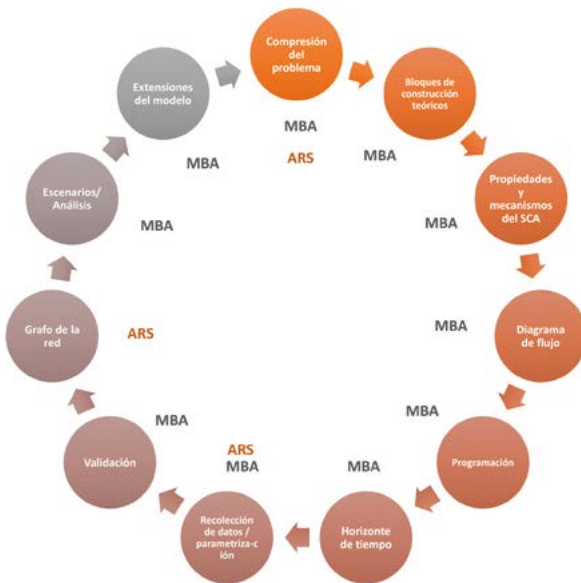 Compresión
del
problema
MBA
ARS
Bloques de
construcción
teóricos
MBA
Propiedades
y
mecanismos
del SCA
MBA
Diagrama
de flujo
MBA
Programación
MBA
Horizonte
de tiempo
MBA
Recolección
de datos /
parametriza-c
ión
ARS
MBA
Validación
MBA
Grafo de la
red
ARS
Escenarios/
Análisis
MBA
Extensiones
del modelo
MBA